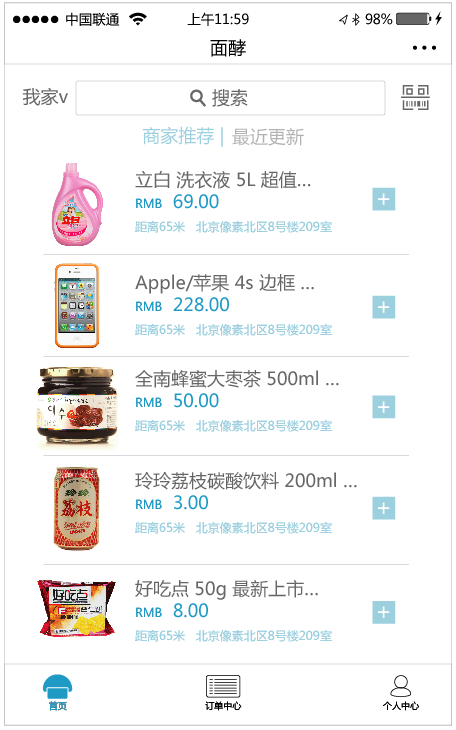 中国联通 上午11:59 98%
面酵
我家v 搜索
商家推荐 | 最近更新
立白 洗衣液 5L 超值...
RMB 69.00
距离65米 北京像素北区8号楼209室
Apple/苹果 4s 边框 ...
RMB 228.00
距离65米 北京像素北区8号楼209室
全南蜂蜜大枣茶 500ml ...
RMB 50.00
距离65米 北京像素北区8号楼209室
玲玲荔枝碳酸饮料 200ml ...
RMB 3.00
距离65米 北京像素北区8号楼209室
荔枝
好吃点 50g 最新上市...
RMB 8.00
距离65米 北京像素北区8号楼209室
好吃点
首页 订单中心 个人中心